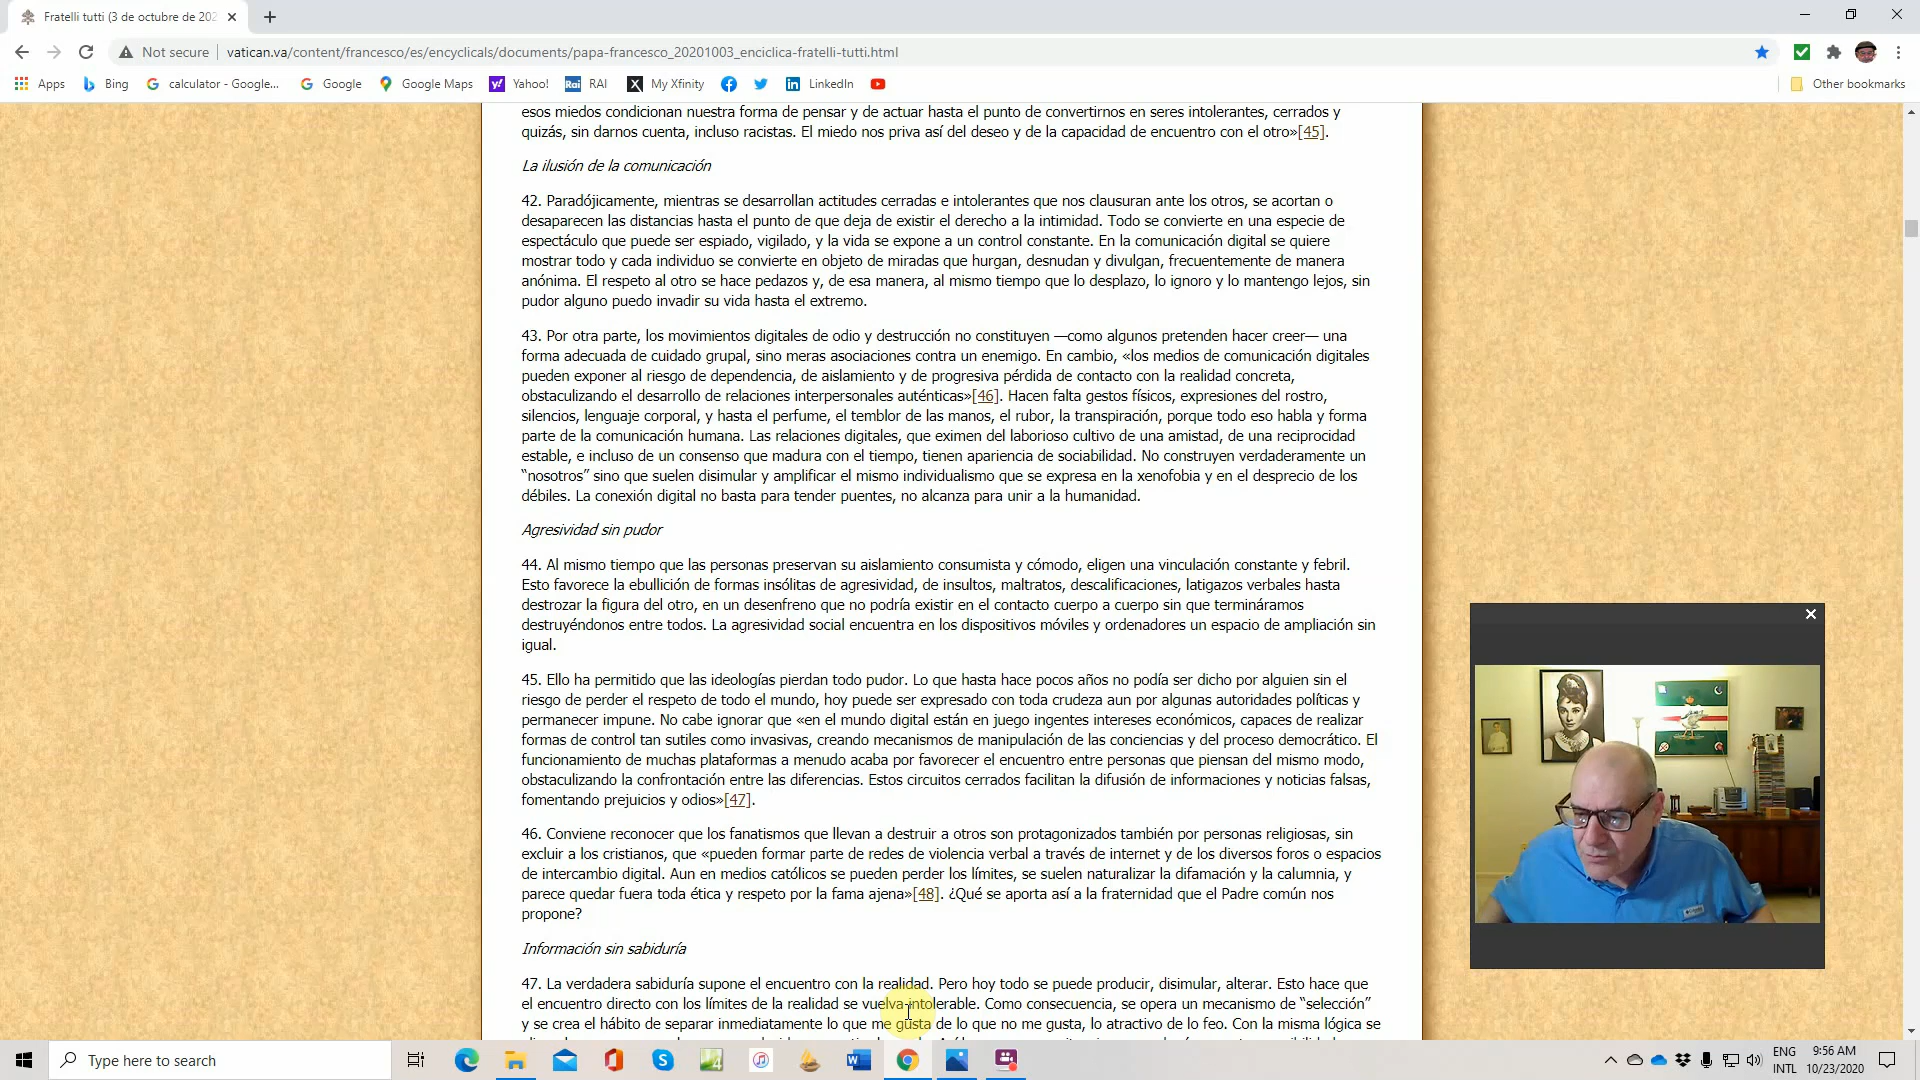 Fratelli tutti (3 de octubre de 202
Not secure
vatican.va/content/francesco/es/encyclicals/documents/papa-francesco_20201003_enciclica-fratelli-tutti.html
Apps
Bing
calculator - Google...
Google
Google Maps
Yahoo!
RAI
My Xfinity
LinkedIn
Other bookmarks
esos miedos condicionan nuestra forma de pensar y de actuar hasta el punto de convertirnos en seres intolerantes, cerrados y
quizás, sin darnos cuenta, incluso racistas. El miedo nos priva así del deseo y de la capacidad de encuentro con el otro»[45].
La ilusión de la comunicación
42. Paradójicamente, mientras se desarrollan actitudes cerradas e intolerantes que nos clausuran ante los otros, se acortan o
desaparecen las distancias hasta el punto de que deja de existir el derecho a la intimidad. Todo se convierte en una especie de
espectáculo que puede ser espiado, vigilado, y la vida se expone a un control constante. En la comunicación digital se quiere
mostrar todo y cada individuo se convierte en objeto de miradas que hurgan, desnudan y divulgan, frecuentemente de manera
anónima. El respeto al otro se hace pedazos y, de esa manera, al mismo tiempo que lo desplazo, lo ignoro y lo mantengo lejos, sin
pudor alguno puedo invadir su vida hasta el extremo.
43. Por otra parte, los movimientos digitales de odio y destrucción no constituyen —como algunos pretenden hacer creer— una
forma adecuada de cuidado grupal, sino meras asociaciones contra un enemigo. En cambio, «los medios de comunicación digitales
pueden exponer al riesgo de dependencia, de aislamiento y de progresiva pérdida de contacto con la realidad concreta,
obstaculizando el desarrollo de relaciones interpersonales auténticas»[46]. Hacen falta gestos físicos, expresiones del rostro,
silencios, lenguaje corporal, y hasta el perfume, el temblor de las manos, el rubor, la transpiración, porque todo eso habla y forma
parte de la comunicación humana. Las relaciones digitales, que eximen del laborioso cultivo de una amistad, de una reciprocidad
estable, e incluso de un consenso que madura con el tiempo, tienen apariencia de sociabilidad. No construyen verdaderamente un
“nosotros” sino que suelen disimular y amplificar el mismo individualismo que se expresa en la xenofobia y en el desprecio de los
débiles. La conexión digital no basta para tender puentes, no alcanza para unir a la humanidad.
Agresividad sin pudor
44. Al mismo tiempo que las personas preservan su aislamiento consumista y cómodo, eligen una vinculación constante y febril.
Esto favorece la ebullición de formas insólitas de agresividad, de insultos, maltratos, descalificaciones, latigazos verbales hasta
destrozar la figura del otro, en un desenfreno que no podría existir en el contacto cuerpo a cuerpo sin que termináramos
destruyéndonos entre todos. La agresividad social encuentra en los dispositivos móviles y ordenadores un espacio de ampliación sin
igual.
45. Ello ha permitido que las ideologías pierdan todo pudor. Lo que hasta hace pocos años no podía ser dicho por alguien sin el
riesgo de perder el respeto de todo el mundo, hoy puede ser expresado con toda crudeza aun por algunas autoridades políticas y
permanecer impune. No cabe ignorar que «en el mundo digital están en juego ingentes intereses económicos, capaces de realizar
formas de control tan sutiles como invasivas, creando mecanismos de manipulación de las conciencias y del proceso democrático. El
funcionamiento de muchas plataformas a menudo acaba por favorecer el encuentro entre personas que piensan del mismo modo,
obstaculizando la confrontación entre las diferencias. Estos circuitos cerrados facilitan la difusión de informaciones y noticias falsas,
fomentando prejuicios y odios»[47].
46. Conviene reconocer que los fanatismos que llevan a destruir a otros son protagonizados también por personas religiosas, sin
excluir a los cristianos, que «pueden formar parte de redes de violencia verbal a través de internet y de los diversos foros o espacios
de intercambio digital. Aun en medios católicos se pueden perder los límites, se suelen naturalizar la difamación y la calumnia, y
parece quedar fuera toda ética y respeto por la fama ajena»[48]. ¿Qué se aporta así a la fraternidad que el Padre común nos
propone?
Información sin sabiduría
47. La verdadera sabiduría supone el encuentro con la realidad. Pero hoy todo se puede producir, disimular, alterar. Esto hace que
el encuentro directo con los límites de la realidad se vuelva intolerable. Como consecuencia, se opera un mecanismo de “selección”
y se crea el hábito de separar inmediatamente lo que me gusta de lo que no me gusta, lo atractivo de lo feo. Con la misma lógica se
Type here to search
ENG
INTL
9:56 AM
10/23/2020